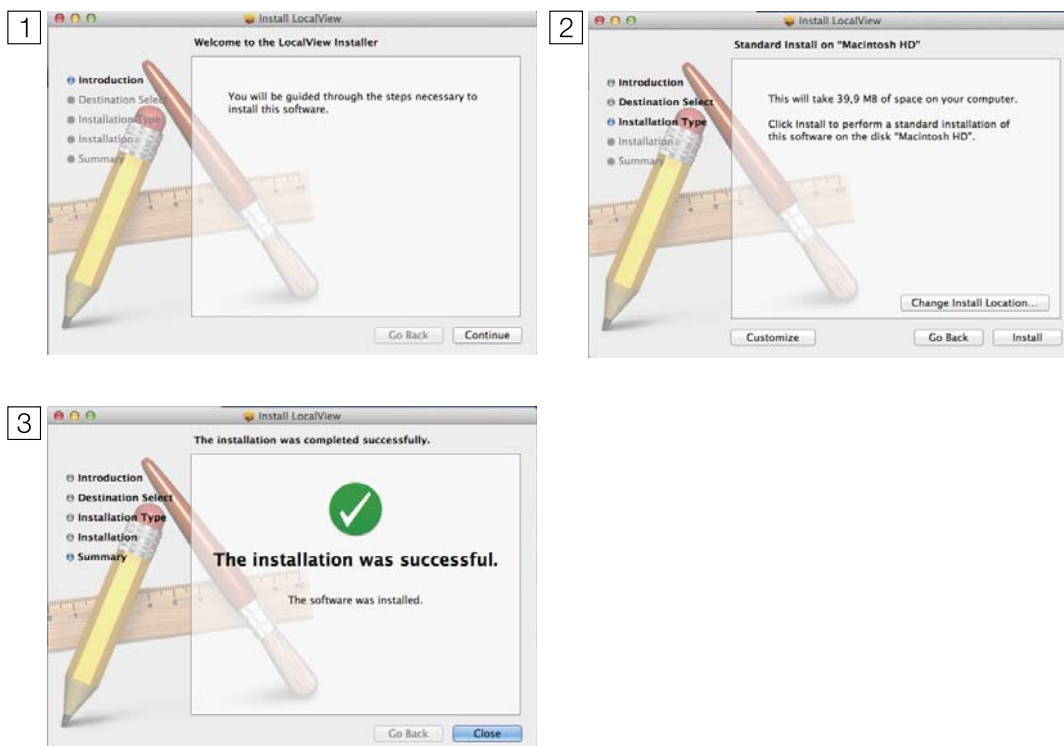 1
Install LocalView
Welcome to the LocalView Installer
Introduction
Destination Select
Installation Type
Installation
Summary
You will be guided through the steps necessary to
install this software.
Go Back
Continue
2
Install LocalView
Standard Install on "Macintosh HD"
Introduction
Destination Select
Installation Type
Installation
Summary
This will take 39,9 MB of space on your computer.
Click Install to perform a standard installation of
this software on the disk "Macintosh HD".
Change Install Location...
Customize
Go Back
Install
3
Install LocalView
The installation was completed successfully.
Introduction
Destination Select
Installation Type
Installation
Summary
The installation was successful.
The software was installed.
Go Back
Close